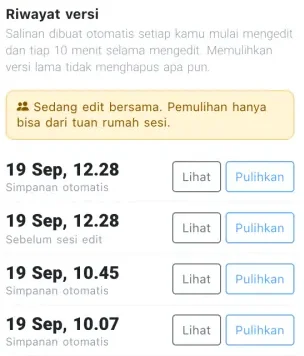 Riwayat versi
Salinan dibuat otomatis setiap kamu mulai mengedit
dan tiap 10 menit selama mengedit. Memulihkan
versi lama tidak menghapus apa pun.
Sedang edit bersama. Pemulihan hanya
bisa dari tuan rumah sesi.
19 Sep, 12.28
Simpanan otomatis
Lihat
Pulihkan
19 Sep, 12.28
Sebelum sesi edit
Lihat
Pulihkan
19 Sep, 10.45
Simpanan otomatis
Lihat
Pulihkan
19 Sep, 10.07
Simpanan otomatis
Lihat
Pulihkan